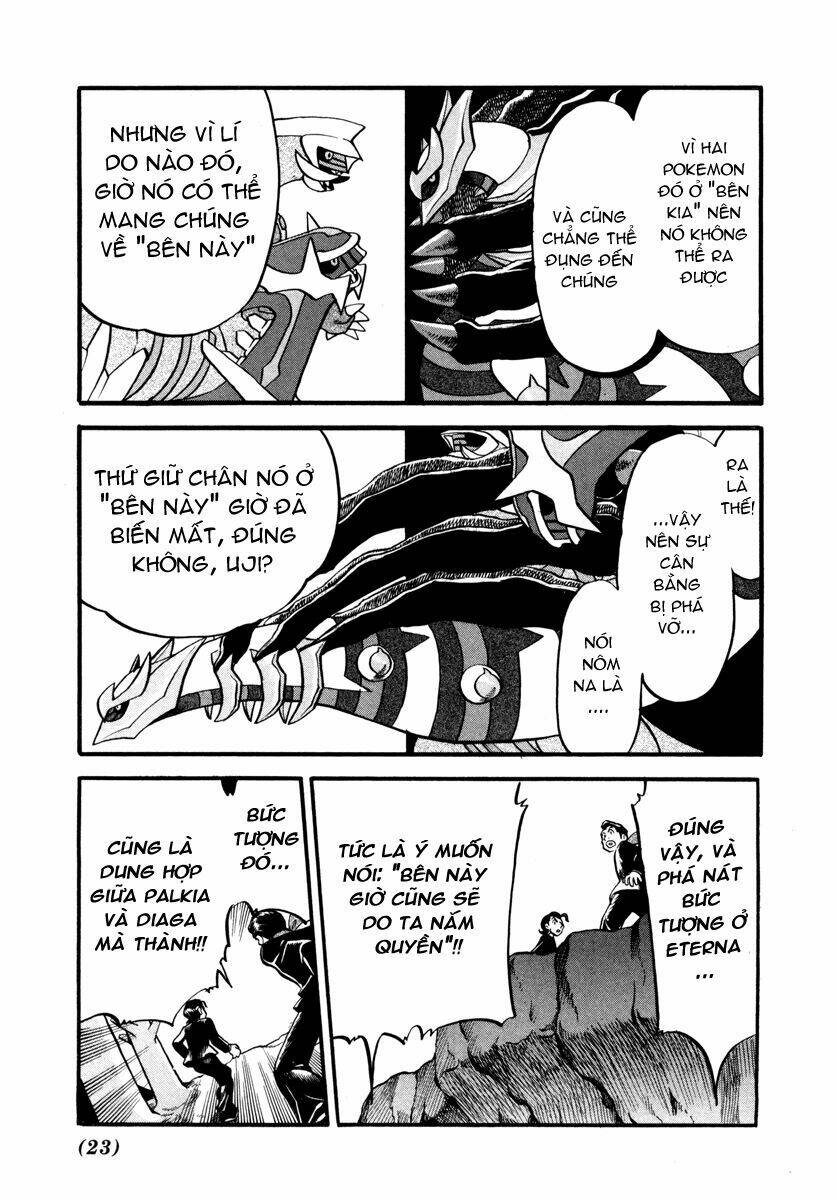 VÌ HAI
POKEMON
ĐÓ Ở "BÊN
KIA" NÊN
NÓ KHÔNG
THỂ RA
ĐƯỢC
VÀ CŨNG
CHẲNG THỂ
ĐỤNG ĐẾN
CHÚNG
NHƯNG VÌ LÍ
DO NÀO ĐÓ,
GIỜ NÓ CÓ THỂ
MANG CHÚNG
VỀ "BÊN NÀY"
RA
LÀ
THẾ!
...VẬY
NÊN SỰ
CÂN
BẰNG
BỊ PHÁ
VỠ...
NÓI
NÔM
NA LÀ
....
THỨ GIỮ CHÂN NÓ Ở
"BÊN NÀY" GIỜ ĐÃ
BIẾN MẤT, ĐÚNG
KHÔNG, UJI?
ĐÚNG
VẬY, VÀ
PHÁ NÁT
BỨC
TƯỢNG Ở
ETERNA
...
TỨC LÀ Ý MUỐN
NÓI: "BÊN NÀY
GIỜ CŨNG SẼ
DO TA NẮM
QUYỀN"!!
BỨC
TƯỢNG
ĐÓ...
CŨNG LÀ
DUNG HỢP
GIỮA PALKIA
VÀ DIAGA
MÀ THÀNH!!
(23)